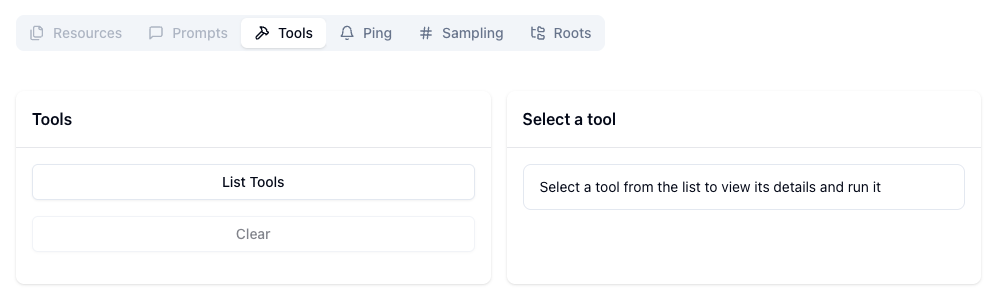 Resources Prompts Tools Ping Sampling Roots
Tools
List Tools
Clear
Select a tool
Select a tool from the list to view its details and run it